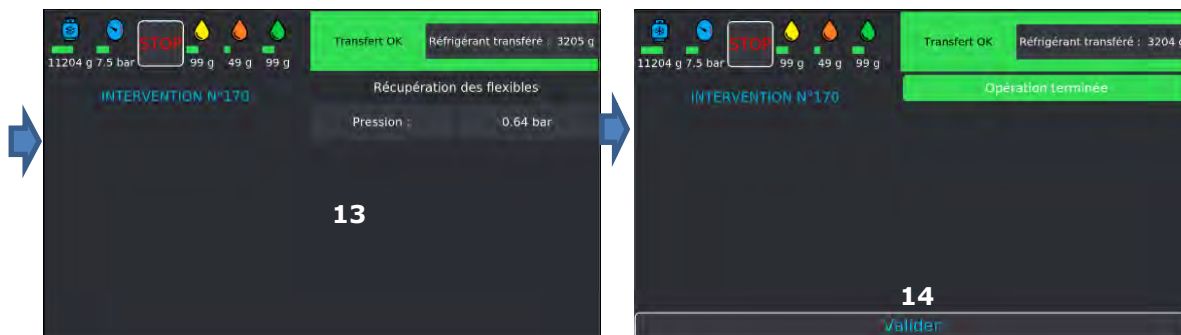 STOP
11204 g 7.5 bar 99 g 49 g 99 g
INTERVENTION N°170
Transfert OK Réfrigérant transféré : 3205 g
Récupération des flexibles
Pression : 0.64 bar
13
STOP
11204 g 7.5 bar 99 g 49 g 99 g
INTERVENTION N°170
Transfert OK Réfrigérant transféré : 3204 g
Opération terminée
14
Valider